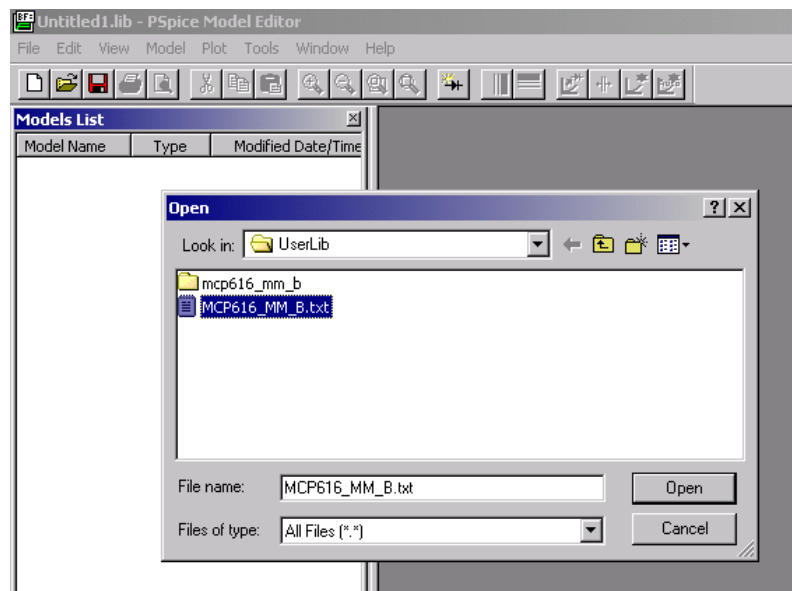 Untitled1.lib - PSpice Model Editor
File Edit View Model Plot Tools Window Help
Models List
Model Name Type Modified Date/Time
Open
Look in: UserLib
mcp616_mm_b
MCP616_MM_B.txt
File name: MCP616_MM_B.txt Open
Files of type: All Files (*.*) Cancel